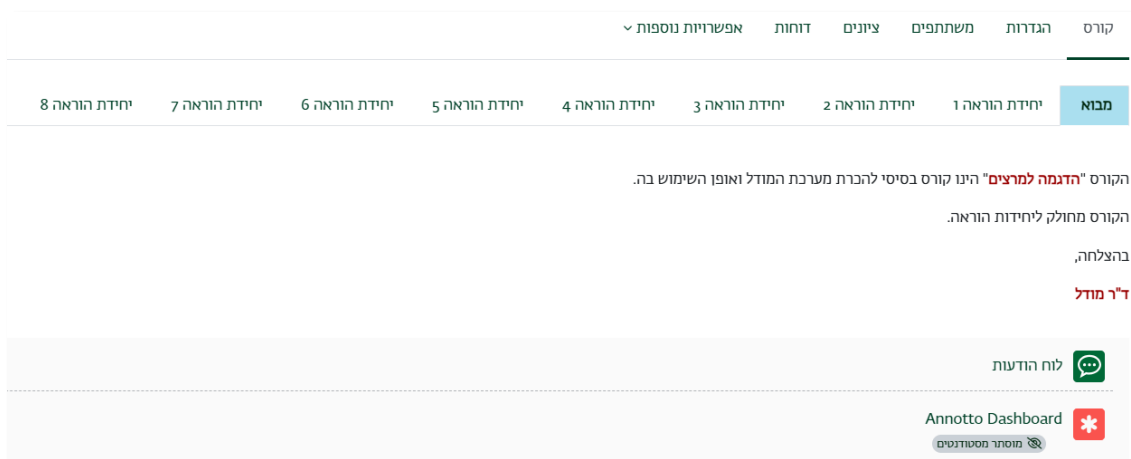 קורס הגדרות משתתפים ציונים דוחות אפשרויות נוספות
מבוא יחידת הוראה 1 יחידת הוראה 2 יחידת הוראה 3 יחידת הוראה 4 יחידת הוראה 5 יחידת הוראה 6 יחידת הוראה 7 יחידת הוראה 8
הקורס "הדגמה למרצים" הינו קורס בסיסי להכרת מערכת המודל ואופן השימוש בה.
הקורס מחולק ליחידות הוראה.
בהצלחה,
ד"ר מודל
לוח הודעות
Annotto Dashboard
מוסתר מסטודנטים